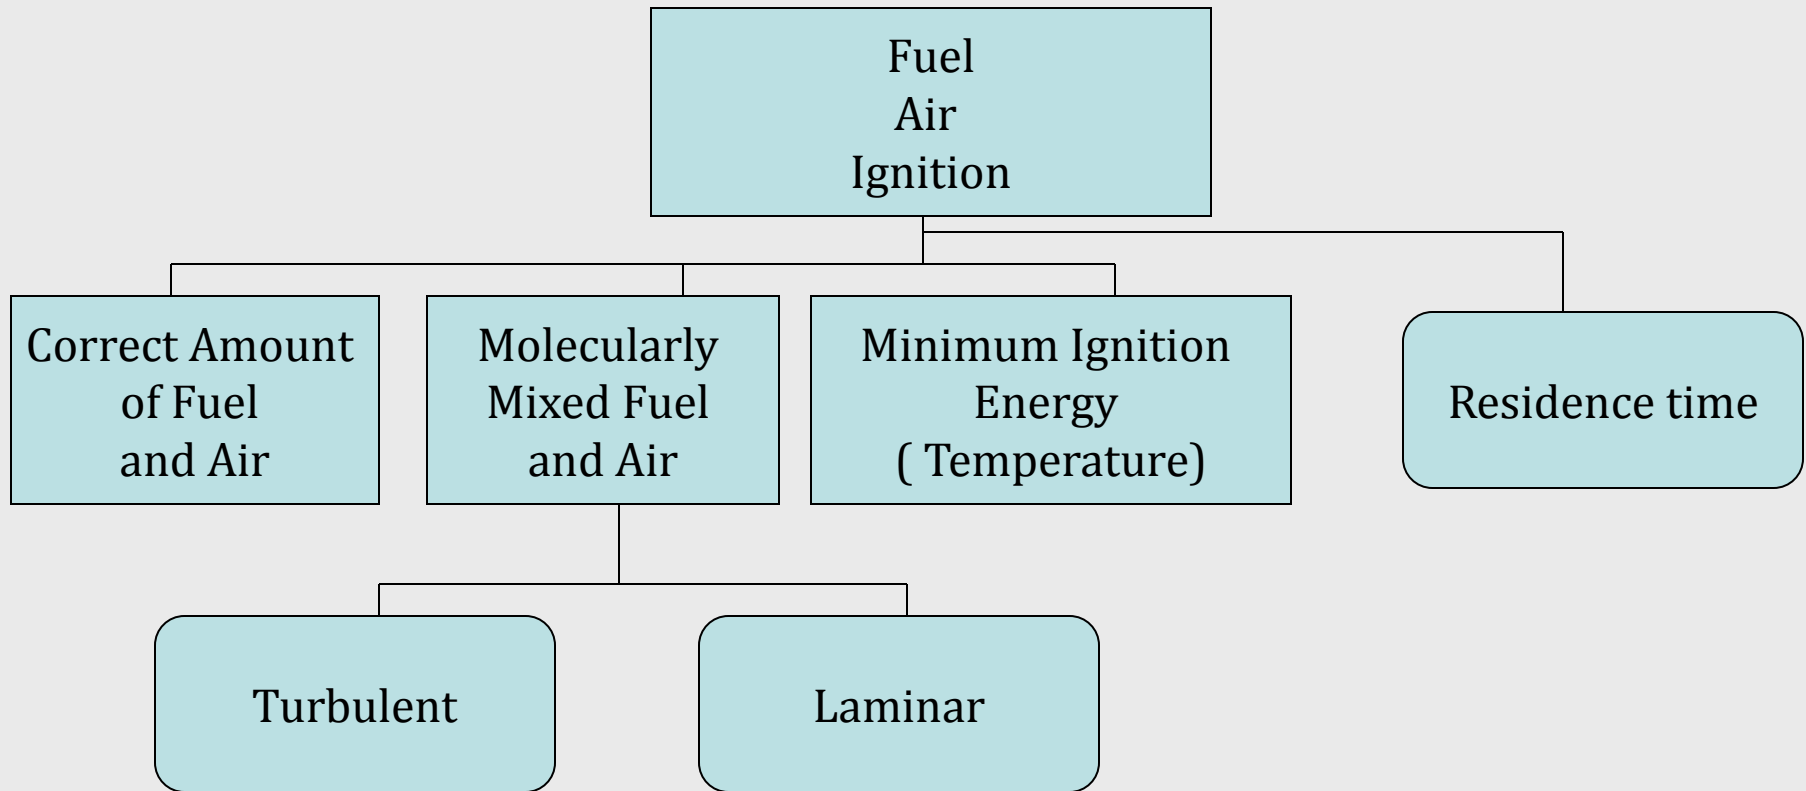 Fuel
Air
Ignition
Correct Amount
of Fuel
and Air
Molecularly
Mixed Fuel
and Air
Minimum Ignition
Energy
( Temperature)
Residence time
Turbulent
Laminar